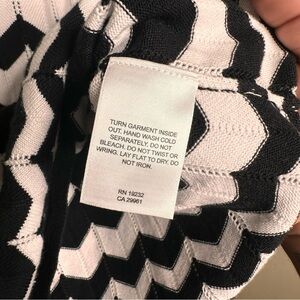 TURN GARMENT INSIDE
OUT. HAND WASH COLD
SEPARATELY. DO NOT
BLEACH. DO NOT TWIST OR
WRING. LAY FLAT TO DRY. DO
NOT IRON.
RN 19232
CA 29961